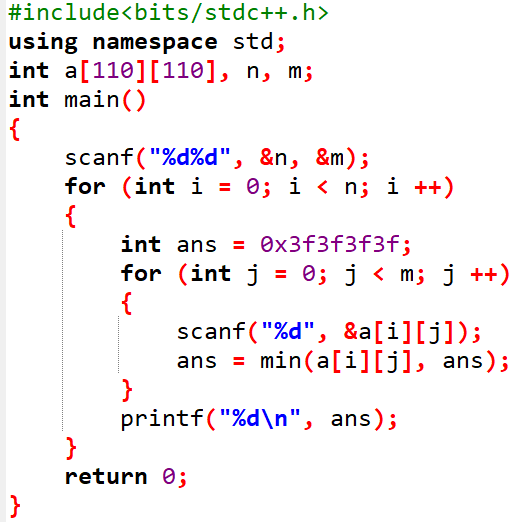 #include<bits/stdc++.h>
using namespace std;
int a[110][110], n, m;
int main()
{
    scanf("%d%d", &n, &m);
    for (int i = 0; i < n; i ++)
    {
        int ans = 0x3f3f3f3f;
        for (int j = 0; j < m; j ++)
        {
            scanf("%d", &a[i][j]);
            ans = min(a[i][j], ans);
        }
        printf("%d\n", ans);
    }
    return 0;
}